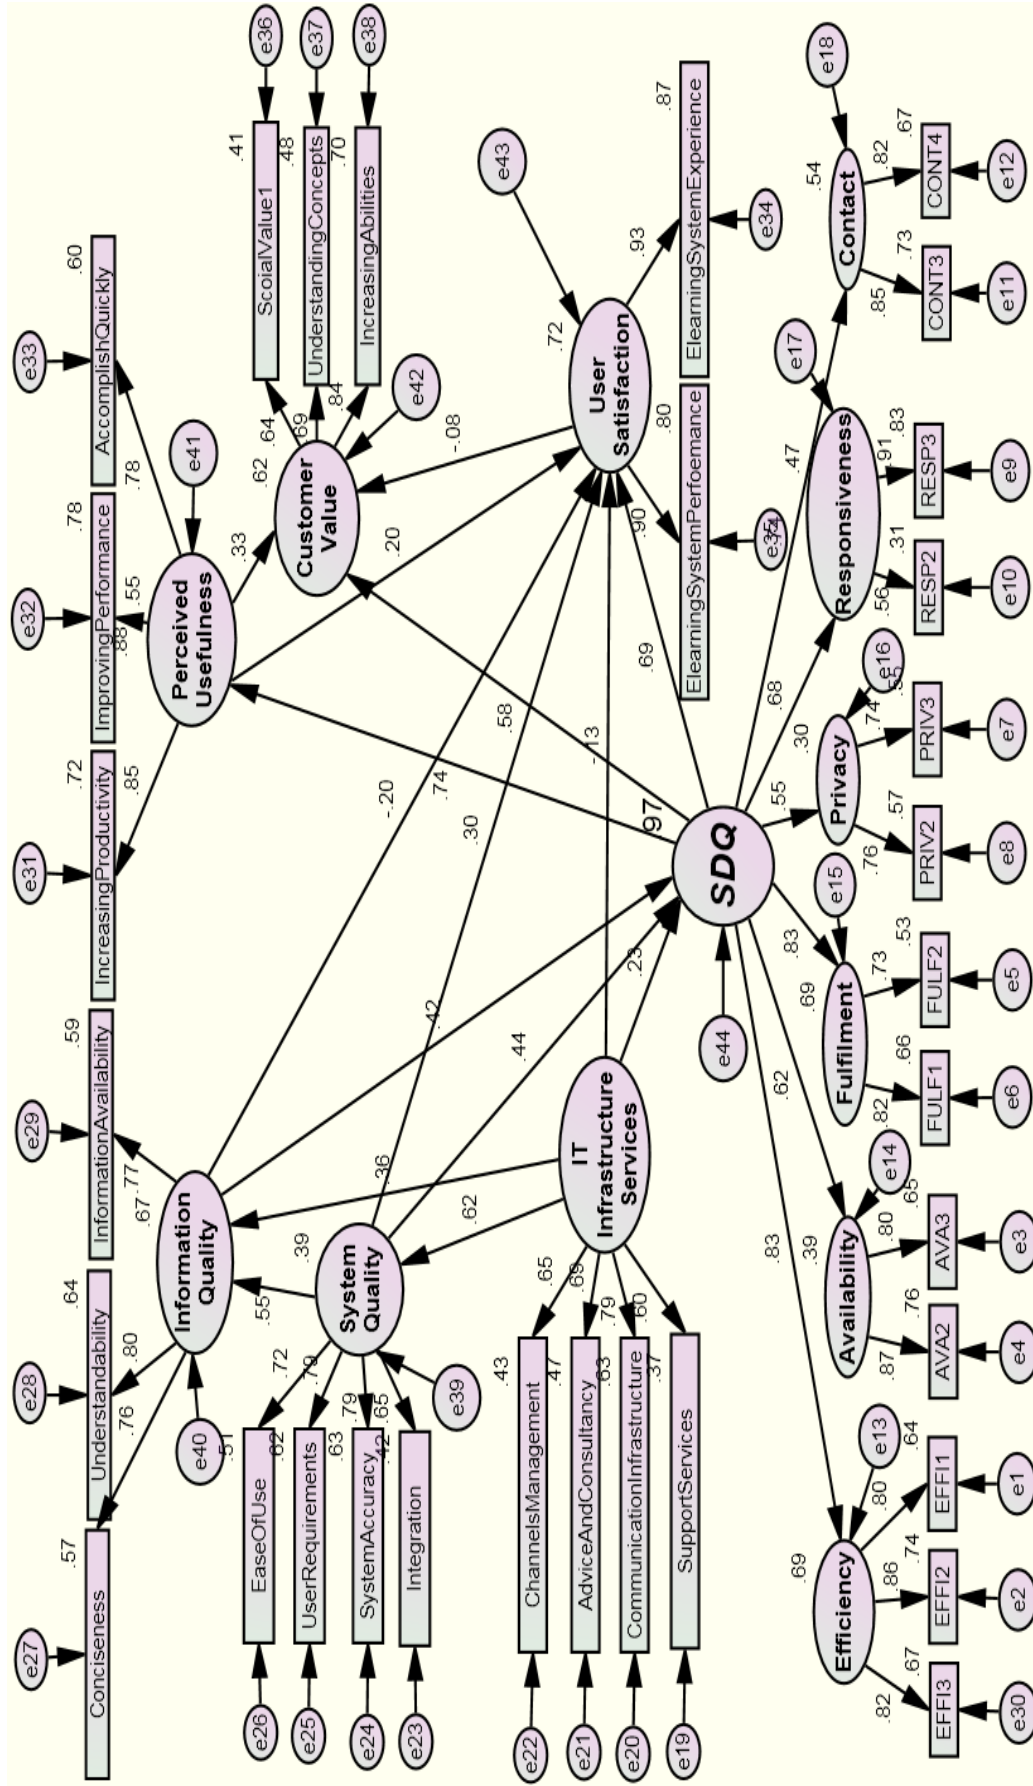 e27
e28
e29
e31
e32
e33
.57
.64
.59
.72
.78
.60
Conciseness
Understandability
InformationAvailability
IncreasingProductivity
ImprovingPerformance
AccomplishQuickly
.76
.80
.77
.67
.85
.88
.55
.78
Information
Quality
Perceived
Usefulness
e40
e41
.33
.62
.41
e36
ScoialValue1
.64
.69
.48
e37
UnderstandingConcepts
.84
.70
e38
IncreasingAbilities
Customer
Value
e42
e26
.51
EaseOfUse
.72
.55
.39
e25
.62
UserRequirements
.79
e24
.63
SystemAccuracy
.79
e23
.42
Integration
.65
System
Quality
e39
.36
.62
-.20
.20
-.08
.42
.74
.30
.58
.44
e43
.72
User
Satisfaction
e22
.43
ChannelsManagement
.65
e21
.47
AdviceAndConsultancy
.69
e20
.63
CommunicationInfrastructure
.79
e19
.37
SupportServices
.60
IT
Infrastructure
Services
.23
-.13
.69
.90
.93
.80
.87
ElearningSystemPerfoemance
ElearningSystemExperience
e35
e34
.97
SDQ
e44
.74
.83
.62
.83
.55
.68
.47
.69
.39
.69
.30
.54
e13
e14
e15
e16
e17
e18
Efficiency
Availability
Fulfilment
Privacy
Responsiveness
Contact
.82
.86
.80
.87
.80
.82
.73
.76
.74
.56
.91
.85
.82
.67
.74
.64
.76
.65
.66
.53
.57
.55
.31
.83
.73
.67
EFFI3
EFFI2
EFFI1
AVA2
AVA3
FULF1
FULF2
PRIV2
PRIV3
RESP2
RESP3
CONT3
CONT4
e30
e2
e1
e4
e3
e6
e5
e8
e7
e10
e9
e11
e12